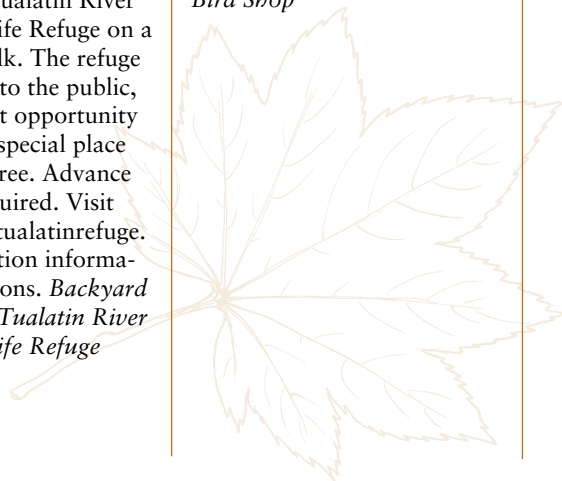 ualatin River
ife Refuge on a
lk. The refuge
to the public,
t opportunity
special place
ree. Advance
uired. Visit
tualatinrefuge.
tion informa-
ons. Backyard
Tualatin River
ife Refuge
Bird Shop